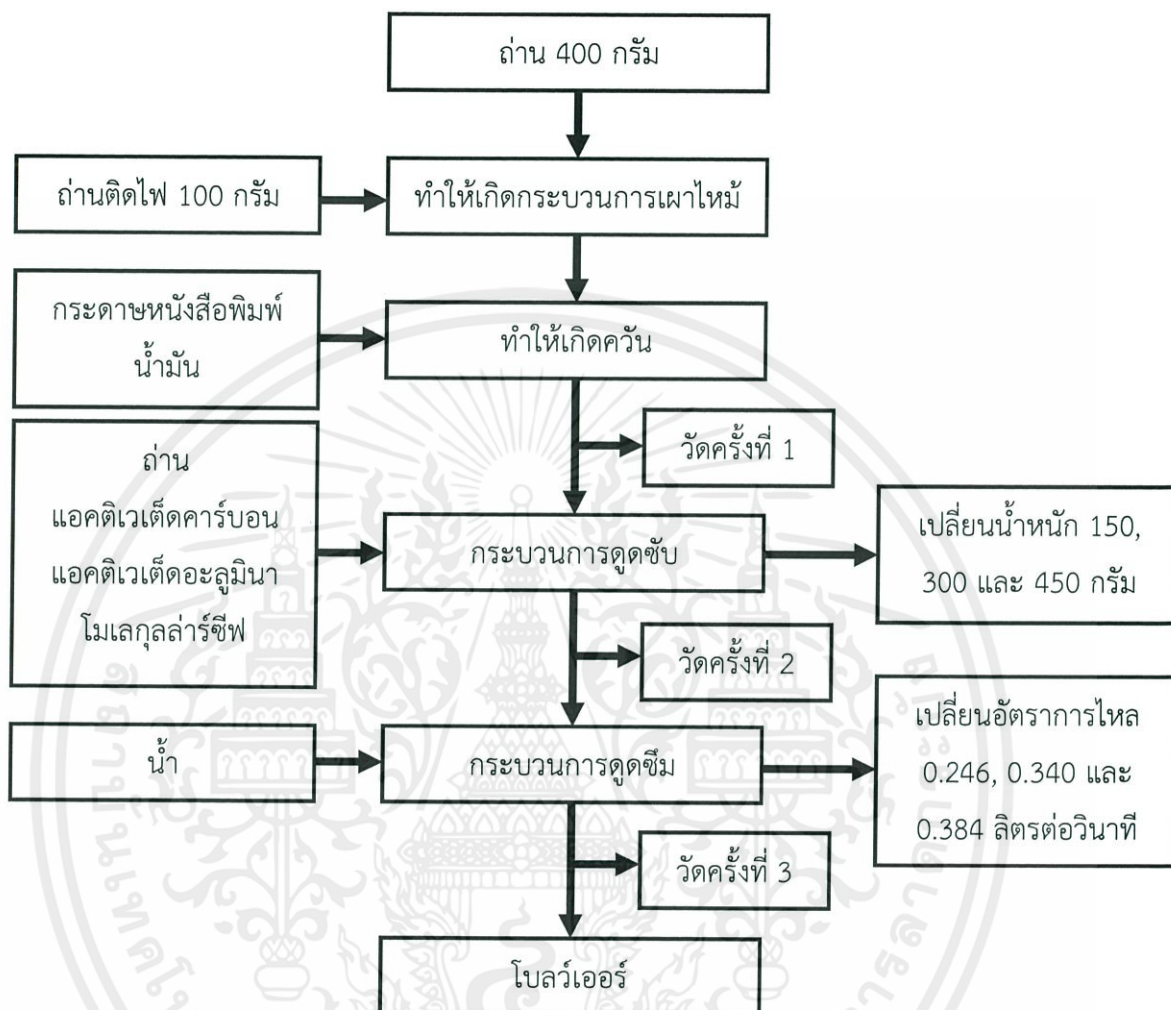 ถ่าน 400 กรัม
ถ่านติดไฟ 100 กรัม
ทำให้เกิดกระบวนการเผาไหม้
กระดาษหนังสือพิมพ์
น้ำมัน
ทำให้เกิดควัน
วัดครั้งที่ 1
ถ่าน
แอคติเวเต็ดคาร์บอน
แอคติเวเต็ดอะลูมินา
โมเลกุลล่าร์ซีฟ
กระบวนการดูดซับ
เปลี่ยนน้ำหนัก 150,
300 และ 450 กรัม
วัดครั้งที่ 2
น้ำ
กระบวนการดูดซึม
เปลี่ยนอัตราการไหล
0.246, 0.340 และ
0.384 ลิตรต่อวินาที
วัดครั้งที่ 3
โบลว์เออร์